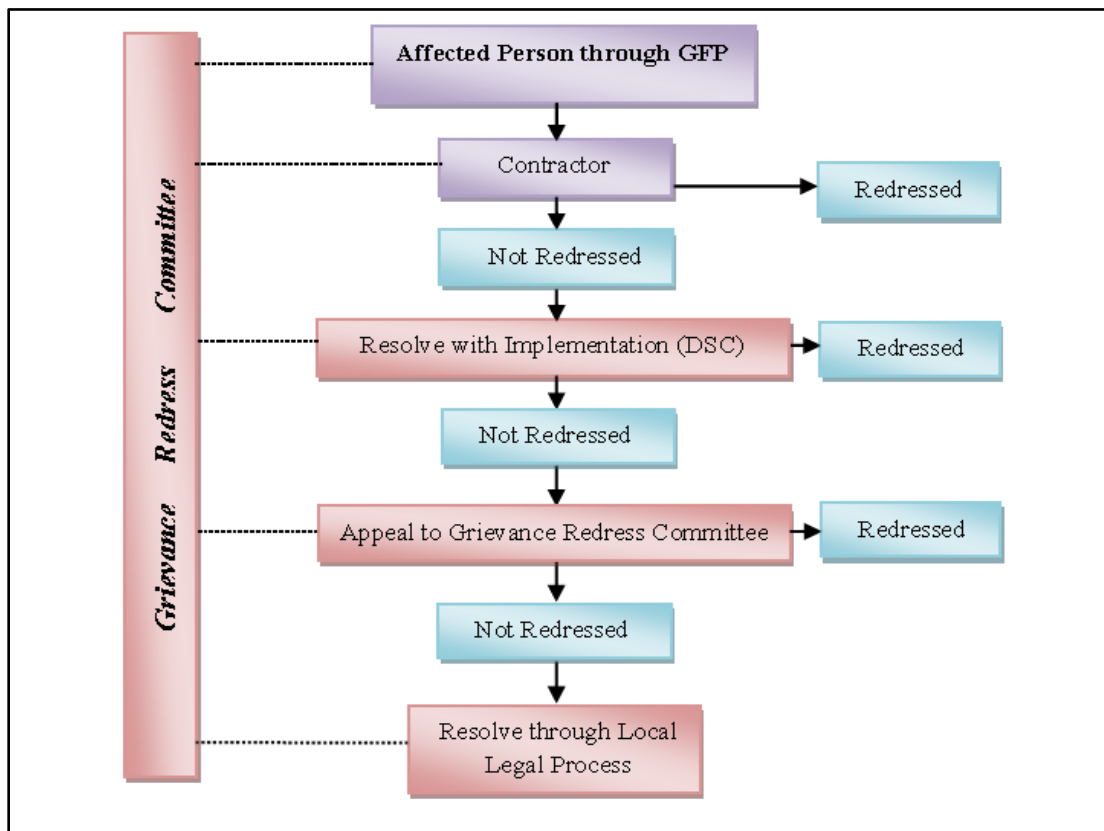 Affected Person through GFP
Contractor
Redressed
Not Redressed
Resolve with Implementation (DSC)
Redressed
Not Redressed
Appeal to Grievance Redress Committee
Redressed
Not Redressed
Resolve through Local
Legal Process
Grievance Redress Committee